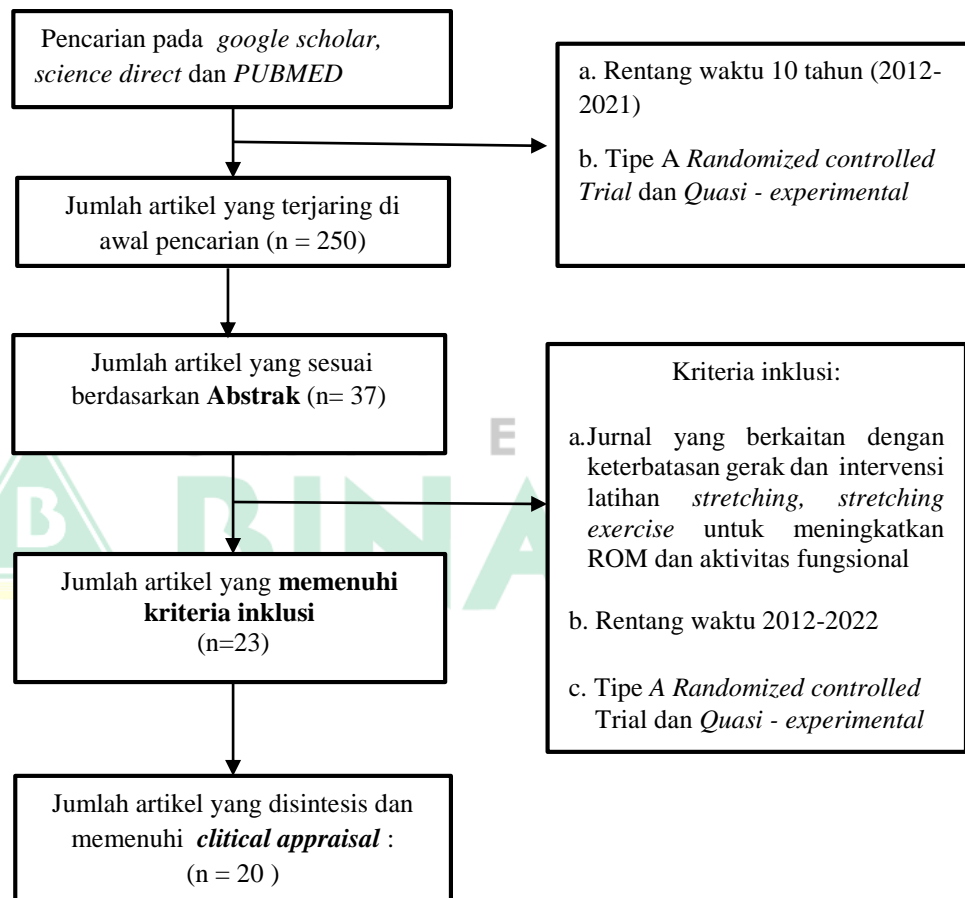 Pencarian pada google scholar,
science direct dan PUBMED
a. Rentang waktu 10 tahun (2012-
2021)
b. Tipe A Randomized controlled
Trial dan Quasi - experimental
Jumlah artikel yang terjaring di
awal pencarian (n = 250)
Jumlah artikel yang sesuai
berdasarkan Abstrak (n= 37)
Kriteria inklusi:
a.Jurnal yang berkaitan dengan
keterbatasan gerak dan intervensi
latihan stretching, stretching
exercise untuk meningkatkan
ROM dan aktivitas fungsional
b. Rentang waktu 2012-2022
c. Tipe A Randomized controlled
Trial dan Quasi - experimental
E
B BINA
Jumlah artikel yang memenuhi
kriteria inklusi
(n=23)
Jumlah artikel yang disintesis dan
memenuhi clitical appraisal :
(n = 20 )